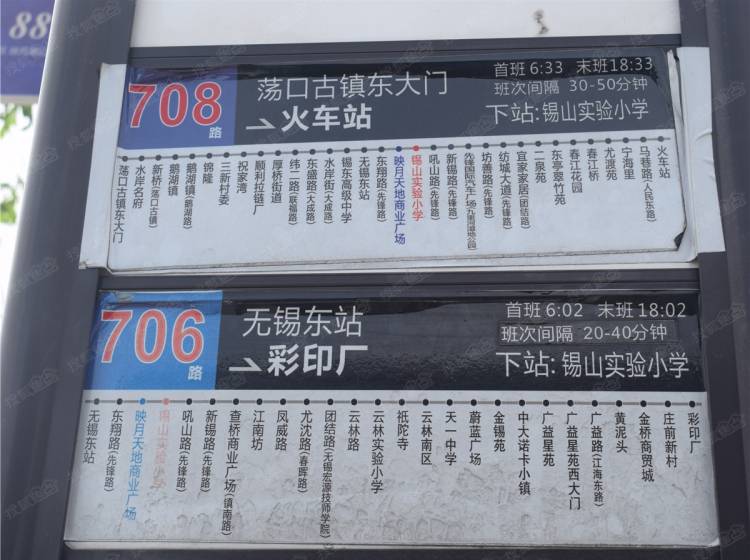 88
708路
荡口古镇东大门
火车站
首班 6:33 末班 18:33
班次间隔 30-50分钟
下站: 锡山实验小学
荡口古镇东大门
水岸名府
新桥(荡口古镇)
鹅湖镇
鹅湖镇(鹅湖路)
锦隆
三新村委
祝家湾
顺利拉链厂
厚桥街道
纬二路(联福路)
东盛路(大成路)
水岸街(大成路)
锡东高级中学
无锡东站
东翔路(先锋路)
映月天地商业广场
锡山实验小学
吼山路(先锋路)
新锡路(先锋路)
先锋国际汽车广场
坊善路(先锋路)
纺城大道(先锋路)
宜家家居(团结路)
二泉苑
东亭翠竹苑
春江花园
春江桥
尤渡苑
宁海里
马巷路(人民东路)
火车站
706路
无锡东站
彩印厂
首班 6:02 末班 18:02
班次间隔 20-40分钟
下站: 锡山实验小学
无锡东站
东翔路(先锋路)
映月天地商业广场
锡山实验小学
吼山路(先锋路)
新锡路(先锋路)
查桥商业广场(镇南路)
江南坊
凤威路
尤沈路(春晖路)
团结路(无锡宏源技师学院)
云林路
云林实验小学
祇陀寺
云林南区
天一中学
蔚蓝广场
金锡苑
中大诺卡小镇
广益星苑
广益星苑西大门
广益路(江海东路)
黄泥头
金桥商贸城
庄前新村
彩印厂